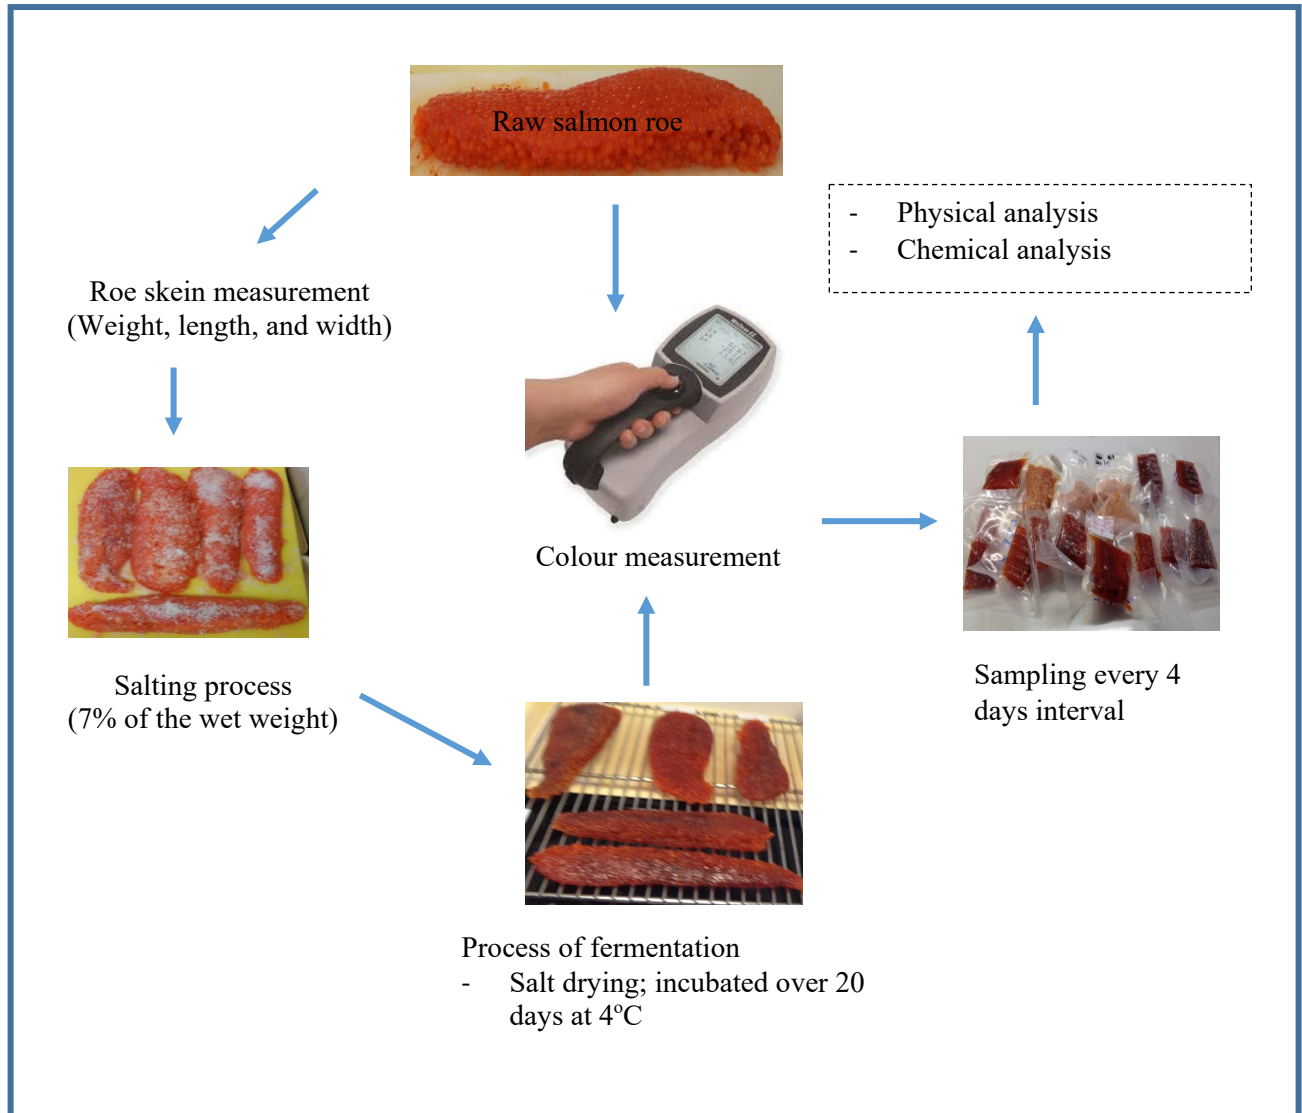 Raw salmon roe
- Physical analysis
- Chemical analysis
Roe skein measurement
(Weight, length, and width)
Colour measurement
Salting process
(7% of the wet weight)
Sampling every 4
days interval
Process of fermentation
- Salt drying; incubated over 20
days at 4ºC